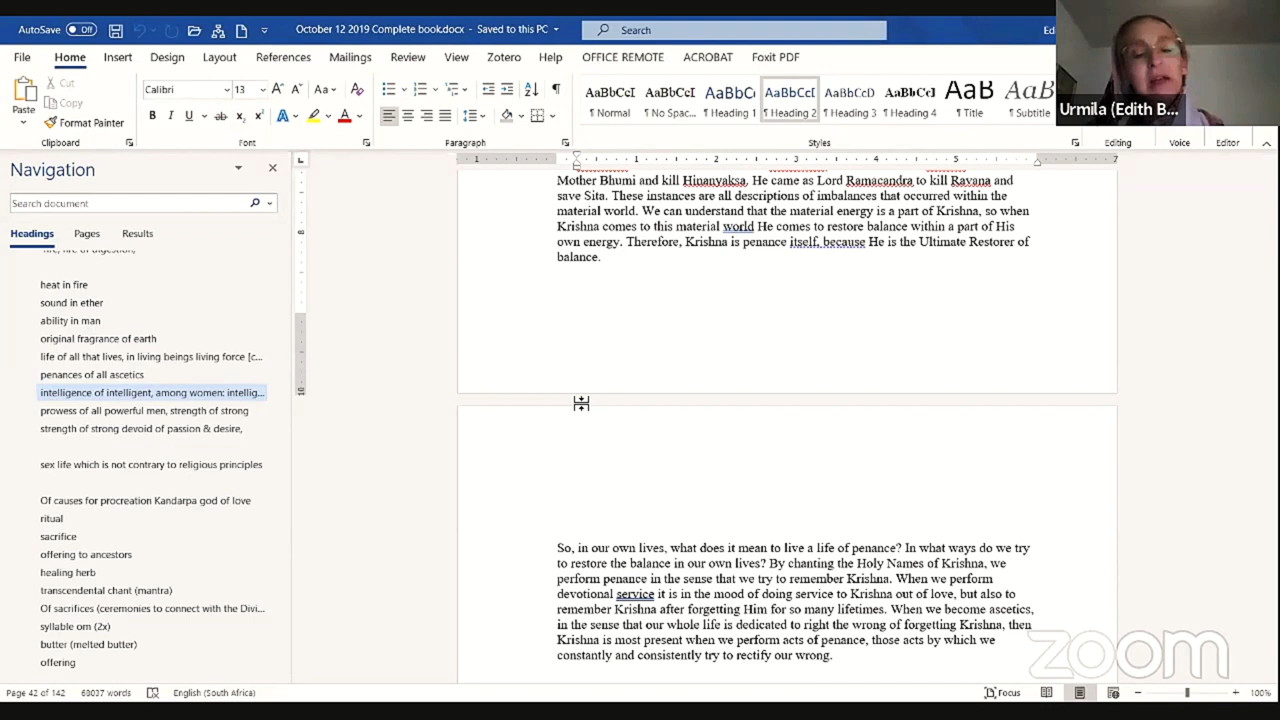 AutoSave Off
October 12 2019 Complete book.docx - Saved to this PC
Search
File Home Insert Design Layout References Mailings Review View Zotero Help OFFICE REMOTE ACROBAT Foxit PDF
Urmila (Edith B...
Paste
Cut
Copy
Format Painter
Clipboard
Calibri 13
Font
Paragraph
AaBbCcI ¶ Normal
AaBbCcI ¶ No Spac...
AaBbCc ¶ Heading 1
AaBbCcI ¶ Heading 2
AaBbCcD ¶ Heading 3
AaBbCc ¶ Heading 4
AaB ¶ Title
AaB ¶ Subtitle
Styles
Editing
Voice
Editor
Navigation
Search document
Headings Pages Results
heat in fire
sound in ether
ability in man
original fragrance of earth
life of all that lives, in living beings living force [c...
penances of all ascetics
intelligence of intelligent, among women: intellig...
prowess of all powerful men, strength of strong
strength of strong devoid of passion & desire,
sex life which is not contrary to religious principles
Of causes for procreation Kandarpa god of love
ritual
sacrifice
offering to ancestors
healing herb
transcendental chant (mantra)
Of sacrifices (ceremonies to connect with the Divi...
syllable om (2x)
butter (melted butter)
offering
Mother Bhumi and kill Hinanyaksa. He came as Lord Ramacandra to kill Ravana and
save Sita. These instances are all descriptions of imbalances that occurred within the
material world. We can understand that the material energy is a part of Krishna, so when
Krishna comes to this material world He comes to restore balance within a part of His
own energy. Therefore, Krishna is penance itself, because He is the Ultimate Restorer of
balance.
So, in our own lives, what does it mean to live a life of penance? In what ways do we try
to restore the balance in our own lives? By chanting the Holy Names of Krishna, we
perform penance in the sense that we try to remember Krishna. When we perform
devotional service it is in the mood of doing service to Krishna out of love, but also to
remember Krishna after forgetting Him for so many lifetimes. When we become ascetics,
in the sense that our whole life is dedicated to right the wrong of forgetting Krishna, then
Krishna is most present when we perform acts of penance, those acts by which we
constantly and consistently try to rectify our wrong.
zoom
Page 42 of 142 68037 words English (South Africa)
Focus
100%